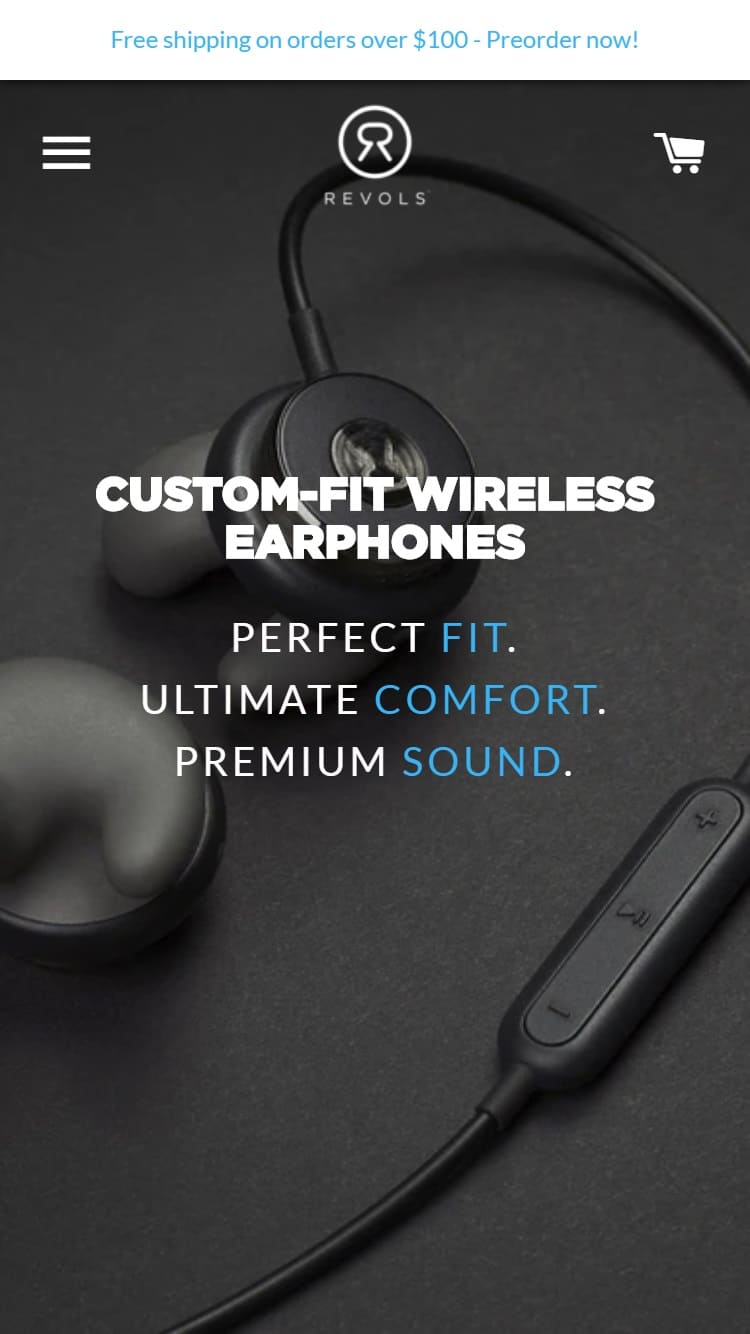 Free shipping on orders over $100 - Preorder now!
REVOLS
CUSTOM-FIT WIRELESS
EARPHONES
PERFECT FIT.
ULTIMATE COMFORT.
PREMIUM SOUND.